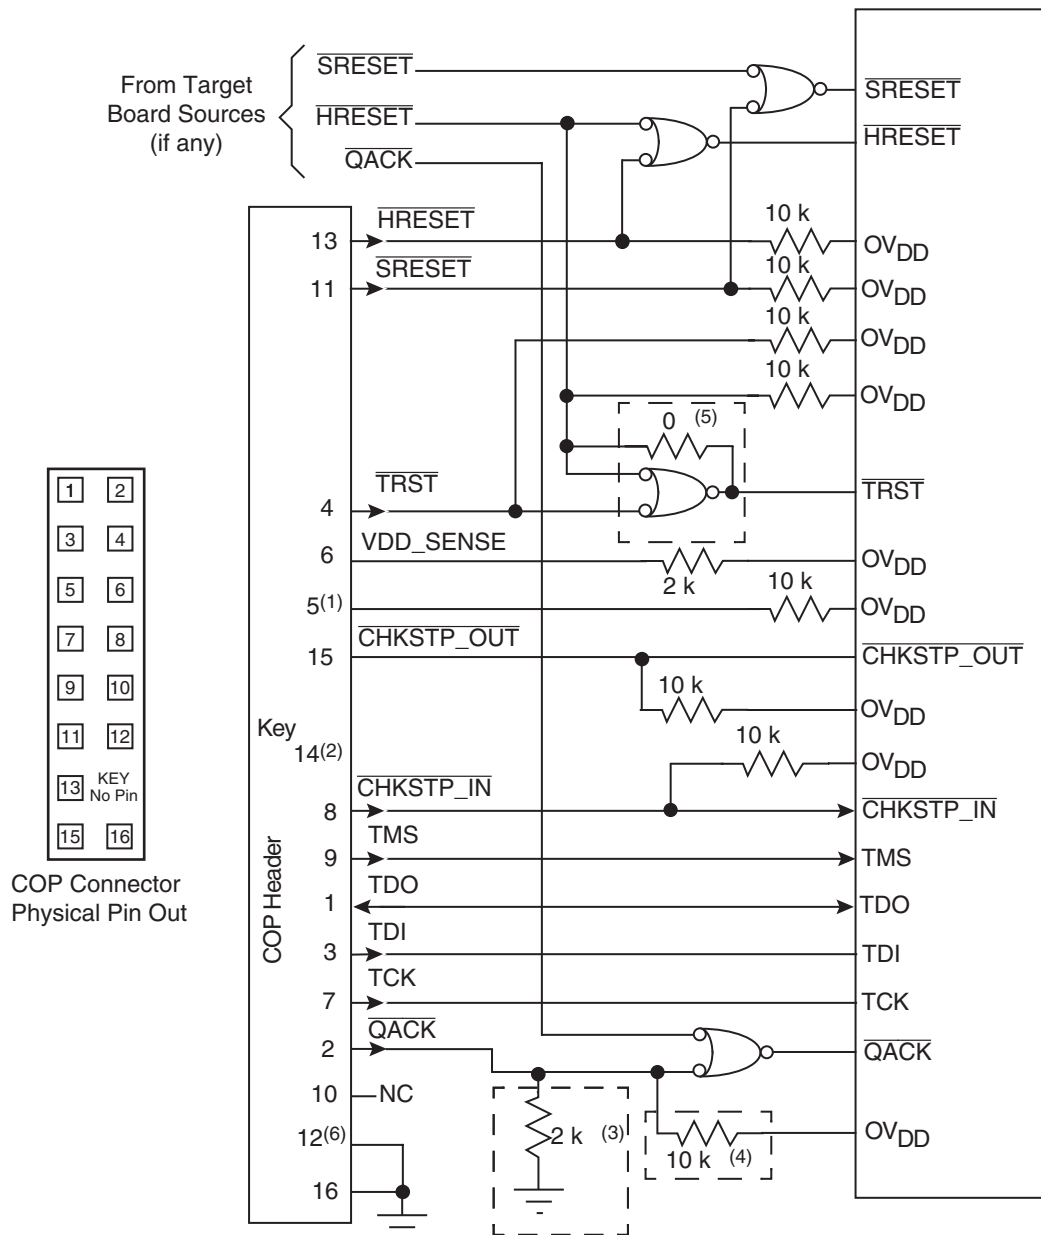 From Target
Board Sources
(if any)
SRESET
HRESET
QACK
SRESET
HRESET
13
HRESET
10 k
OVDD
11
SRESET
10 k
OVDD
10 k
OVDD
10 k
OVDD
0 (5)
4
TRST
TRST
6
VDD_SENSE
2 k
OVDD
5(1)
10 k
OVDD
15
CHKSTP_OUT
CHKSTP_OUT
10 k
OVDD
Key
14(2)
10 k
OVDD
8
CHKSTP_IN
CHKSTP_IN
9
TMS
TMS
1
TDO
TDO
3
TDI
TDI
7
TCK
TCK
2
QACK
QACK
10
NC
12(6)
2 k (3)
10 k (4)
OVDD
16
COP Header
1 2
3 4
5 6
7 8
9 10
11 12
13 KEY
No Pin
15 16
COP Connector
Physical Pin Out